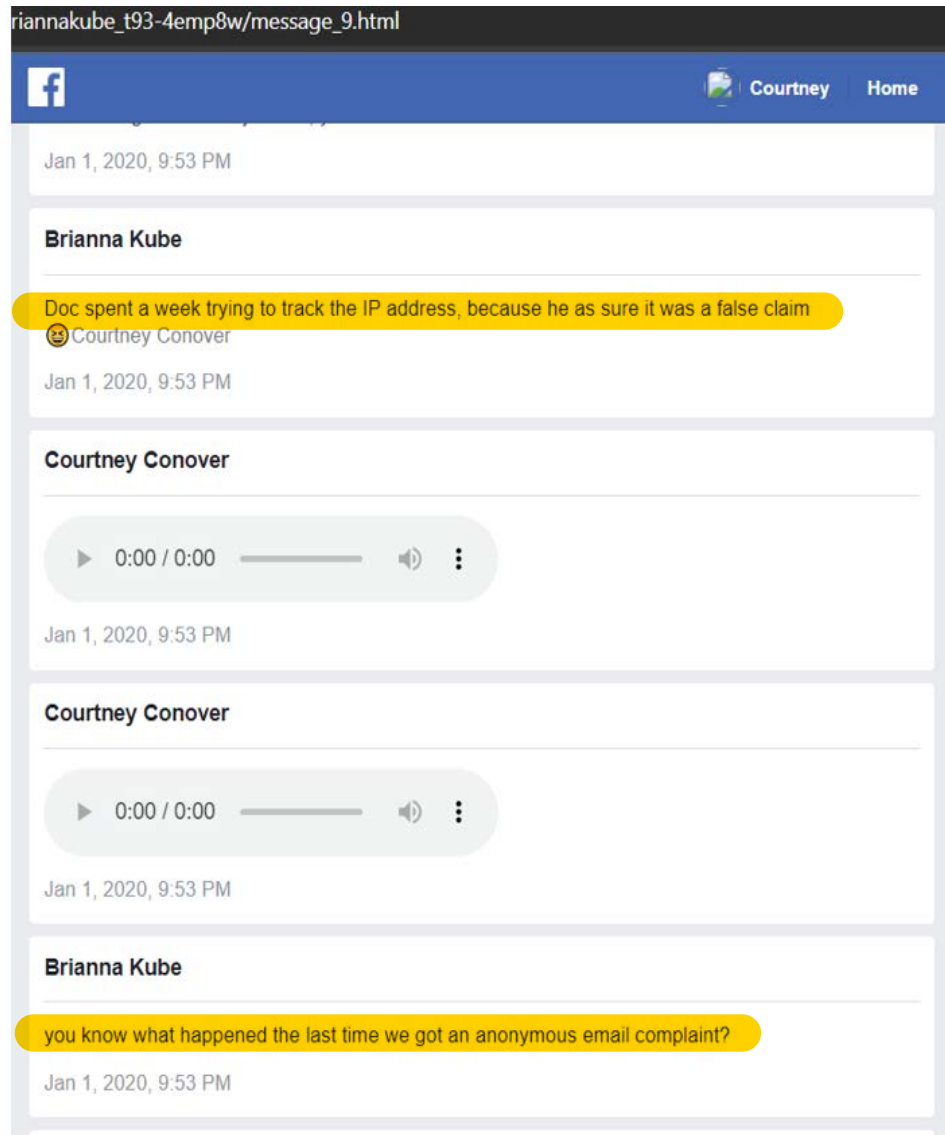 riannakube_t93-4emp8w/message_9.html
f
Courtney Home
Jan 1, 2020, 9:53 PM
Brianna Kube
Doc spent a week trying to track the IP address, because he as sure it was a false claim
😆Courtney Conover
Jan 1, 2020, 9:53 PM
Courtney Conover
0:00 / 0:00
Jan 1, 2020, 9:53 PM
Courtney Conover
0:00 / 0:00
Jan 1, 2020, 9:53 PM
Brianna Kube
you know what happened the last time we got an anonymous email complaint?
Jan 1, 2020, 9:53 PM